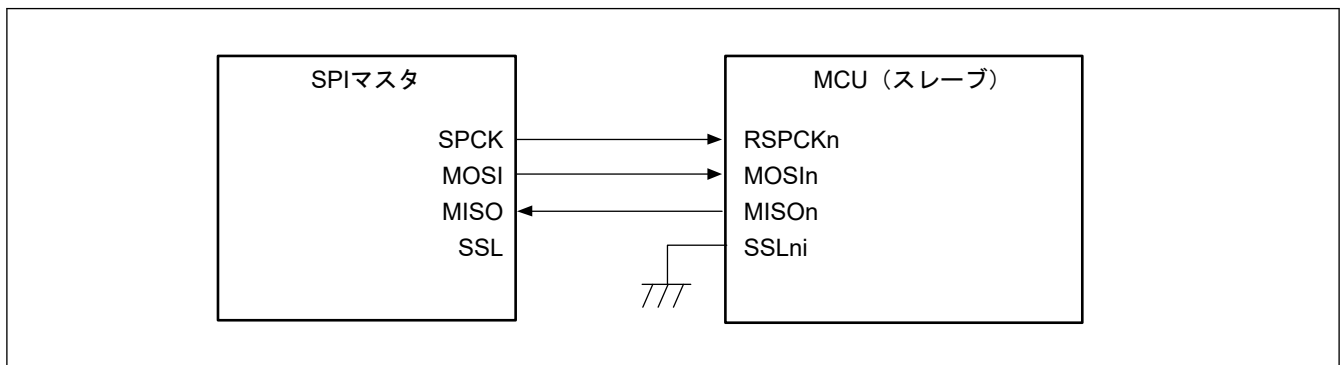 SPIマスタ
MCU（スレーブ）
SPCK
RSPCKn
MOSI
MOSIn
MISO
MISOn
SSL
SSLni